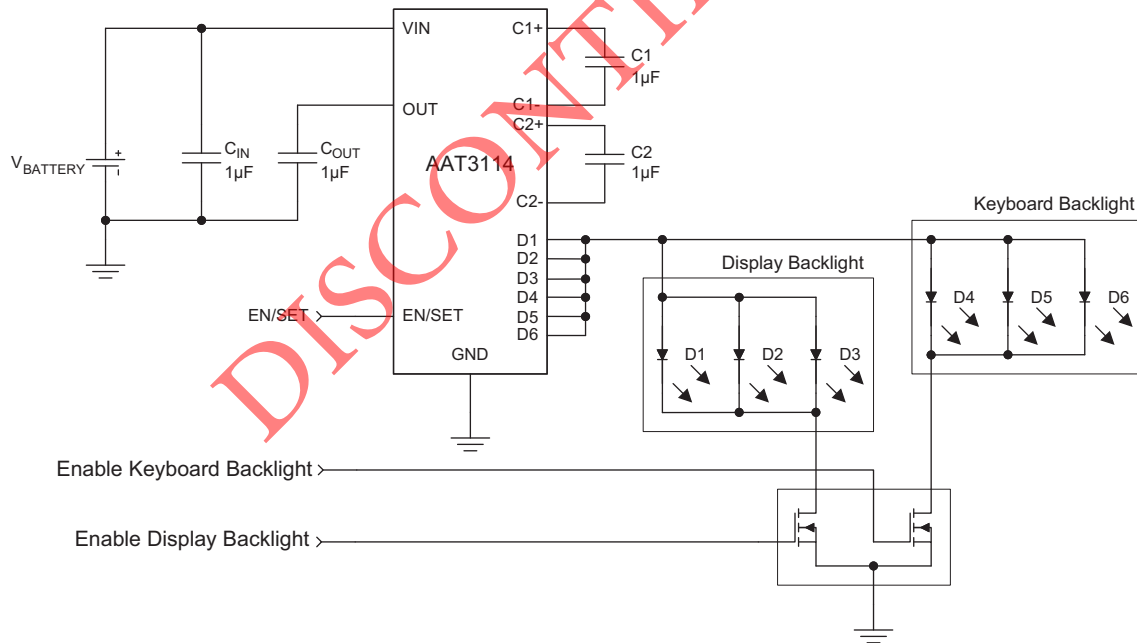 VIN
C1+
C1
1µF
C1-
OUT
C2+
C2
1µF
C2-
AAT3114
VBATTERY
+
-
CIN
1µF
COUT
1µF
D1
D2
D3
D4
D5
D6
EN/SET
EN/SET
GND
Display Backlight
D1
D2
D3
Keyboard Backlight
D4
D5
D6
Enable Keyboard Backlight
Enable Display Backlight